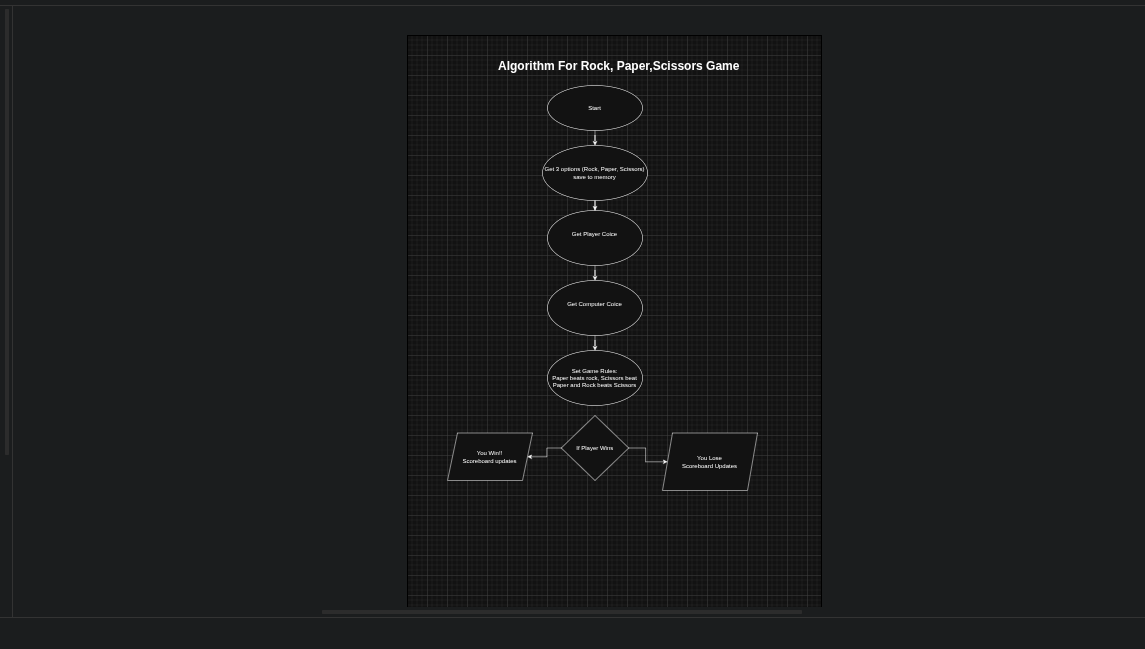 Algorithm For Rock, Paper,Scissors Game
Start
Get 3 options (Rock, Paper, Scissors)
save to memory
Get Player Coice
Get Computer Coice
Set Game Rules:
Paper beats rock, Scissors beat
Paper and Rock beats Scissors
If Player Wins
You Win!!
Scoreboard updates
You Lose
Scoreboard Updates